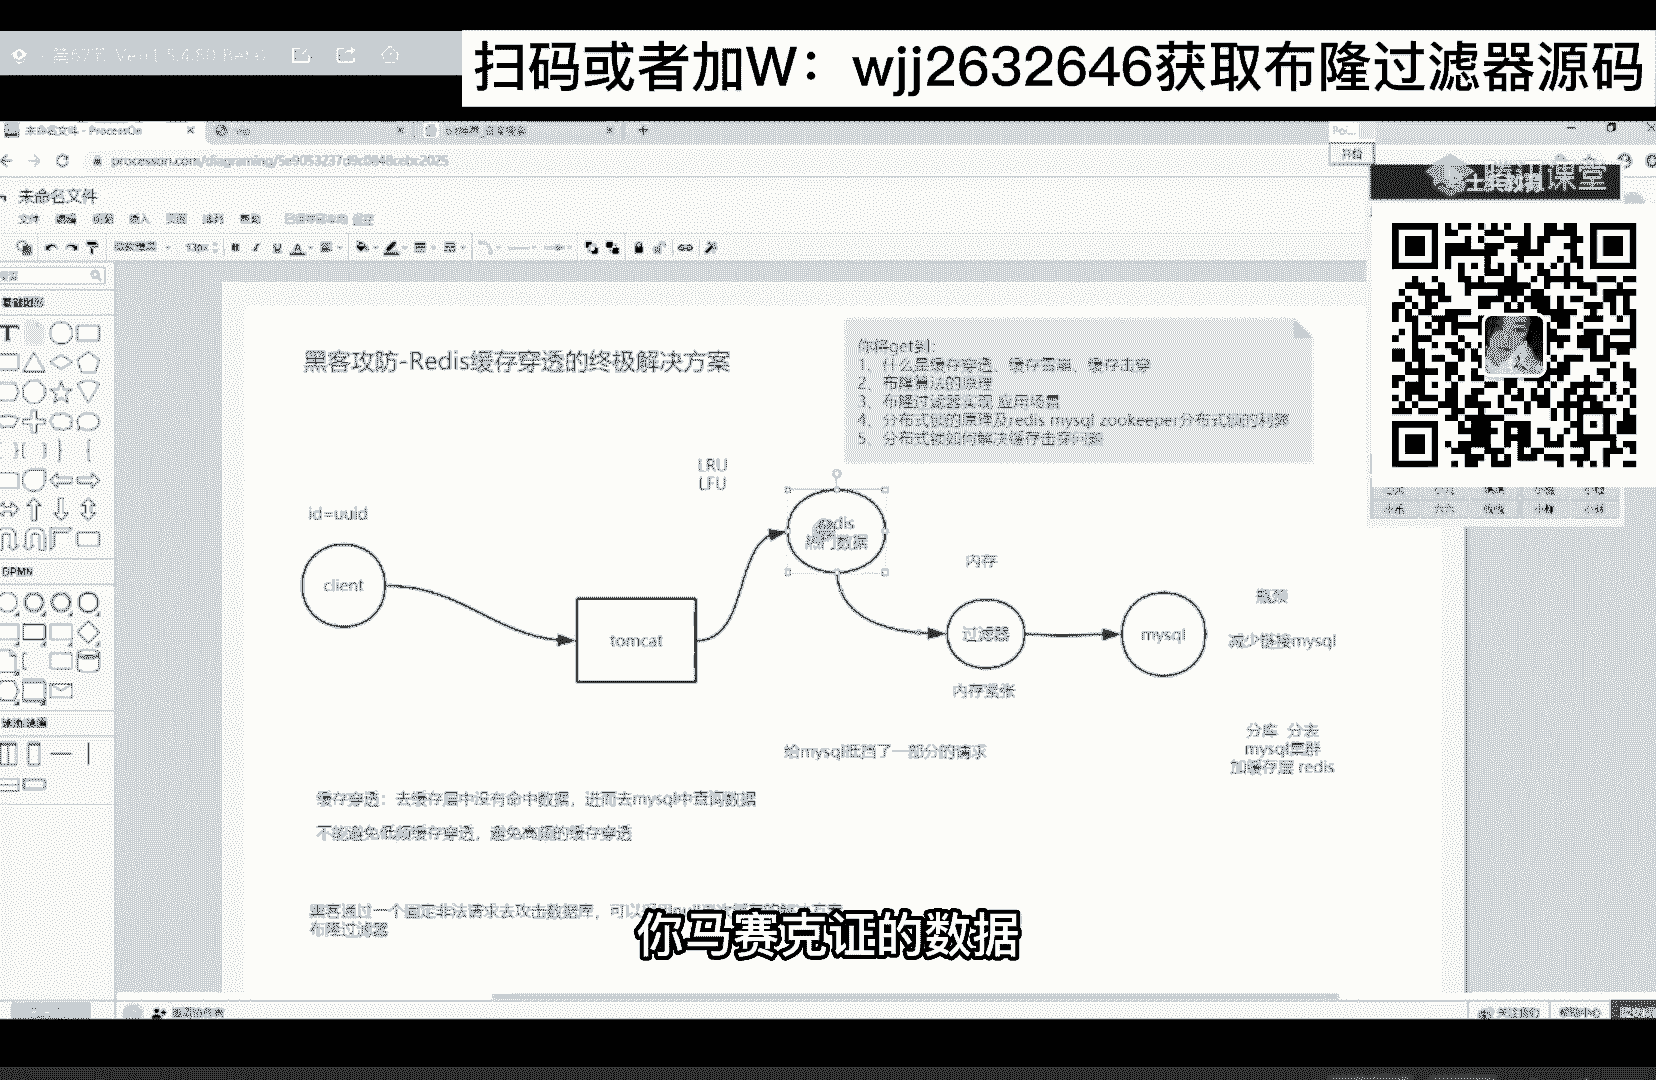 扫码或者加W：wjj2632646获取布隆过滤器源码
未命名文件 - ProcessOn
processon.com/diagraming/5e9053237d9c0848cebc2025
开始
腾讯课堂
未命名文件
文件 编辑 插入 页面 排列 帮助
黑客攻防-Redis缓存穿透的终极解决方案
你将get到:
1、什么是缓存穿透、缓存雪崩、缓存击穿
2、布隆算法的原理
3、布隆过滤器实现 应用场景
4、分布式锁的原理及redis mysql zookeeper分布式锁的利弊
5、分布式锁如何解决缓存击穿问题
LRU
LFU
id=uuid
client
tomcat
redis
热门数据
内存
过滤器
内存紧张
mysql
瓶颈
减少链接mysql
分库 分表
mysql集群
加缓存层 redis
给mysql抵挡了一部分的请求
缓存穿透：去缓存层中没有命中数据，进而去mysql中查询数据
不能避免低频缓存穿透，避免高频的缓存穿透
黑客通过一个固定非法请求去攻击数据库，可以
布隆过滤器
你马赛克证的数据
基础图形
BPMN